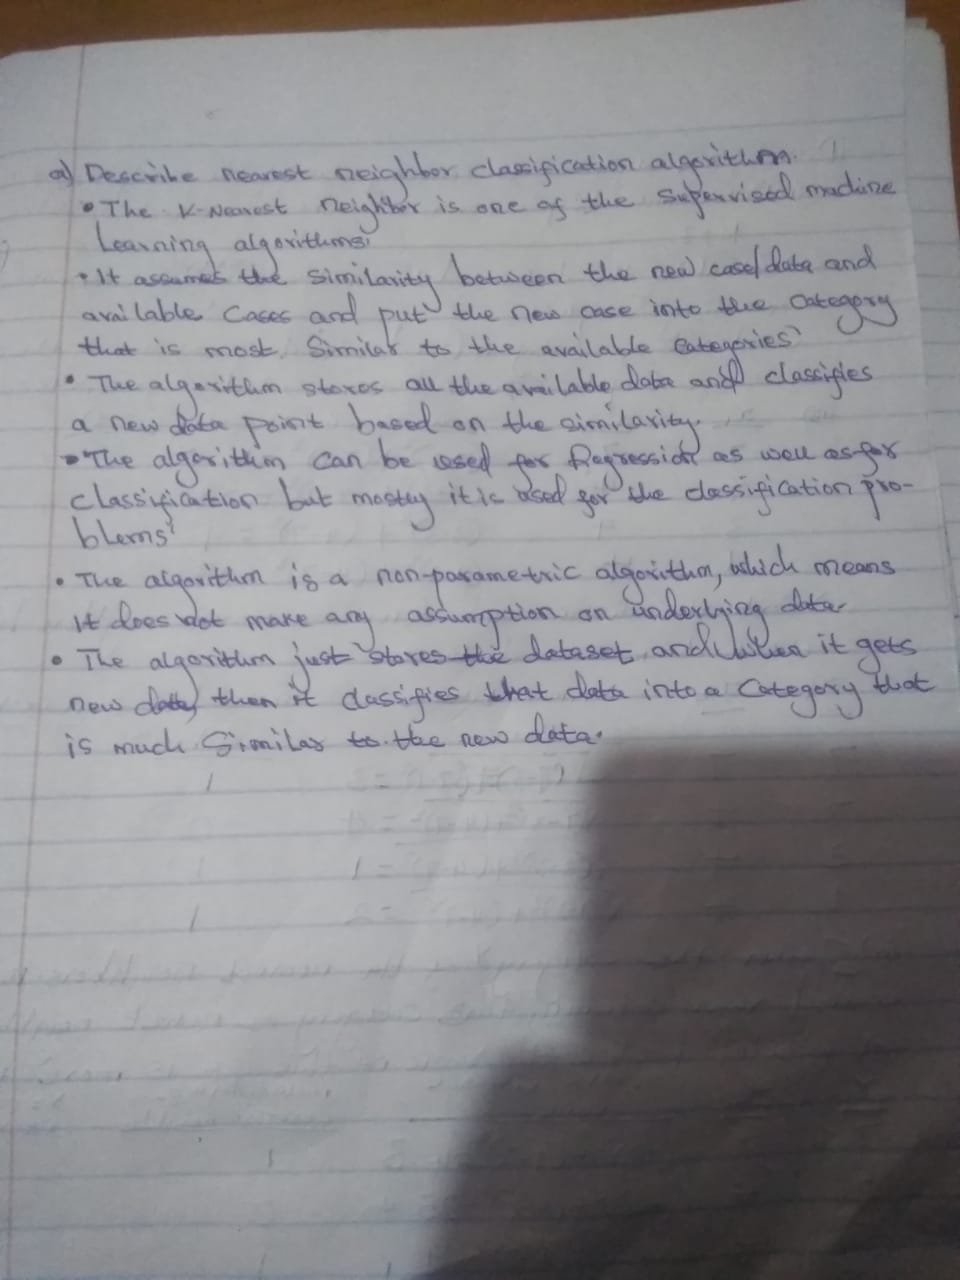 a) Describe nearest neighbor classification algorithm.
• The K-Nearest Neighbor is one of the supervised machine
Learning algorithms.
• It assumes the similarity between the new case/data and
available Cases and put the new case into the Category
that is most Similar to the available Categories
• The algorithm stores all the available data and classifies
a new data point based on the similarity.
• The algorithm can be used for Regression as well as for
classification but mostly it is used for the classification pro-
blems
• The algorithm is a non-parametric algorithm, which means
it does not make any assumption on underlying data
• The algorithm just stores the dataset and when it gets
new data, then it classifies that data into a Category that
is much Similar to the new data.